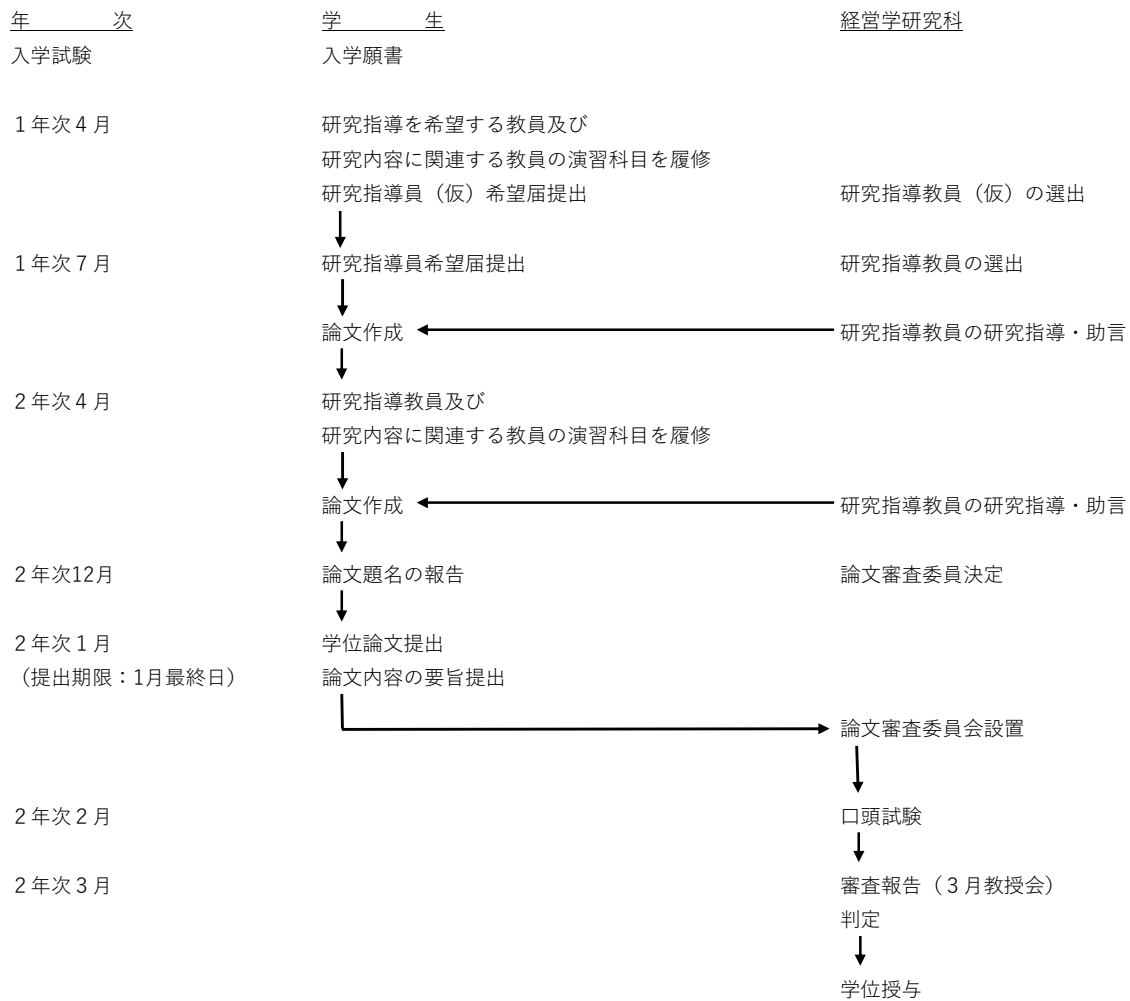 年　　　次　学　　　生　経営学研究科
入学試験　入学願書
１年次４月　研究指導を希望する教員及び
研究内容に関連する教員の演習科目を履修
研究指導員（仮）希望届提出　研究指導教員（仮）の選出
１年次７月　研究指導員希望届提出　研究指導教員の選出
論文作成　研究指導教員の研究指導・助言
２年次４月　研究指導教員及び
研究内容に関連する教員の演習科目を履修
論文作成　研究指導教員の研究指導・助言
２年次12月　論文題名の報告　論文審査委員決定
２年次１月　学位論文提出
（提出期限：1月最終日）　論文内容の要旨提出
論文審査委員会設置
２年次２月　口頭試験
２年次３月　審査報告（３月教授会）
判定
学位授与